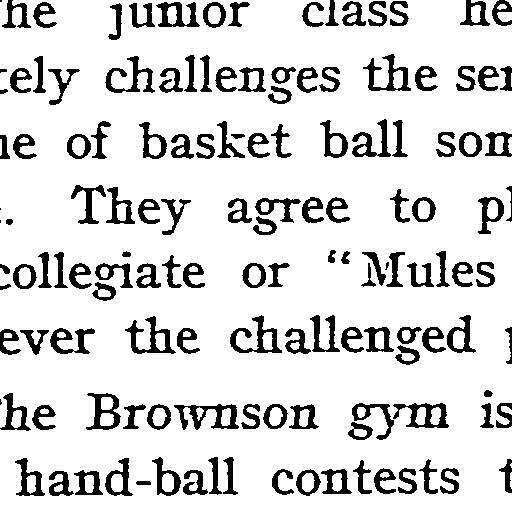 he junior class he
tely challenges the ser
ne of basket ball som
. They agree to pl
collegiate or "Mules
ever the challenged p
he Brownson gym is
hand-ball contests t